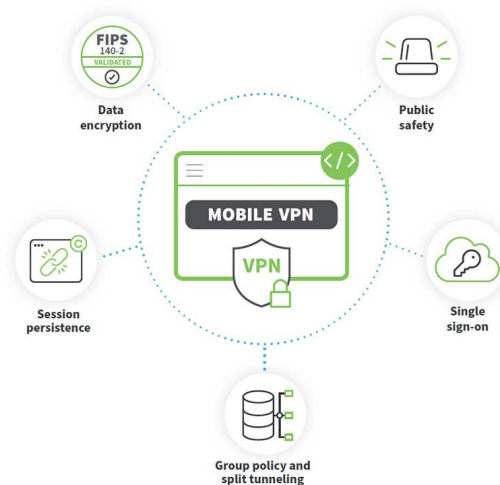 FIPS
140-2
VALIDATED
Data
encryption
Public
safety
</>
MOBILE VPN
VPN
C
Session
persistence
Single
sign-on
Group policy and
split tunneling